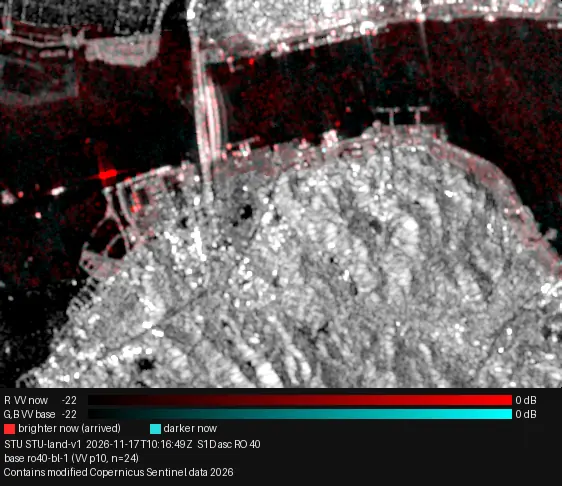 R VV now -22 0 dB
G,B VV base -22 0 dB
brighter now (arrived) darker now
STU STU-land-v1 2026-11-17T10:16:49Z S1D asc RO 40
base ro40-bl-1 (VV p10, n=24)
Contains modified Copernicus Sentinel data 2026